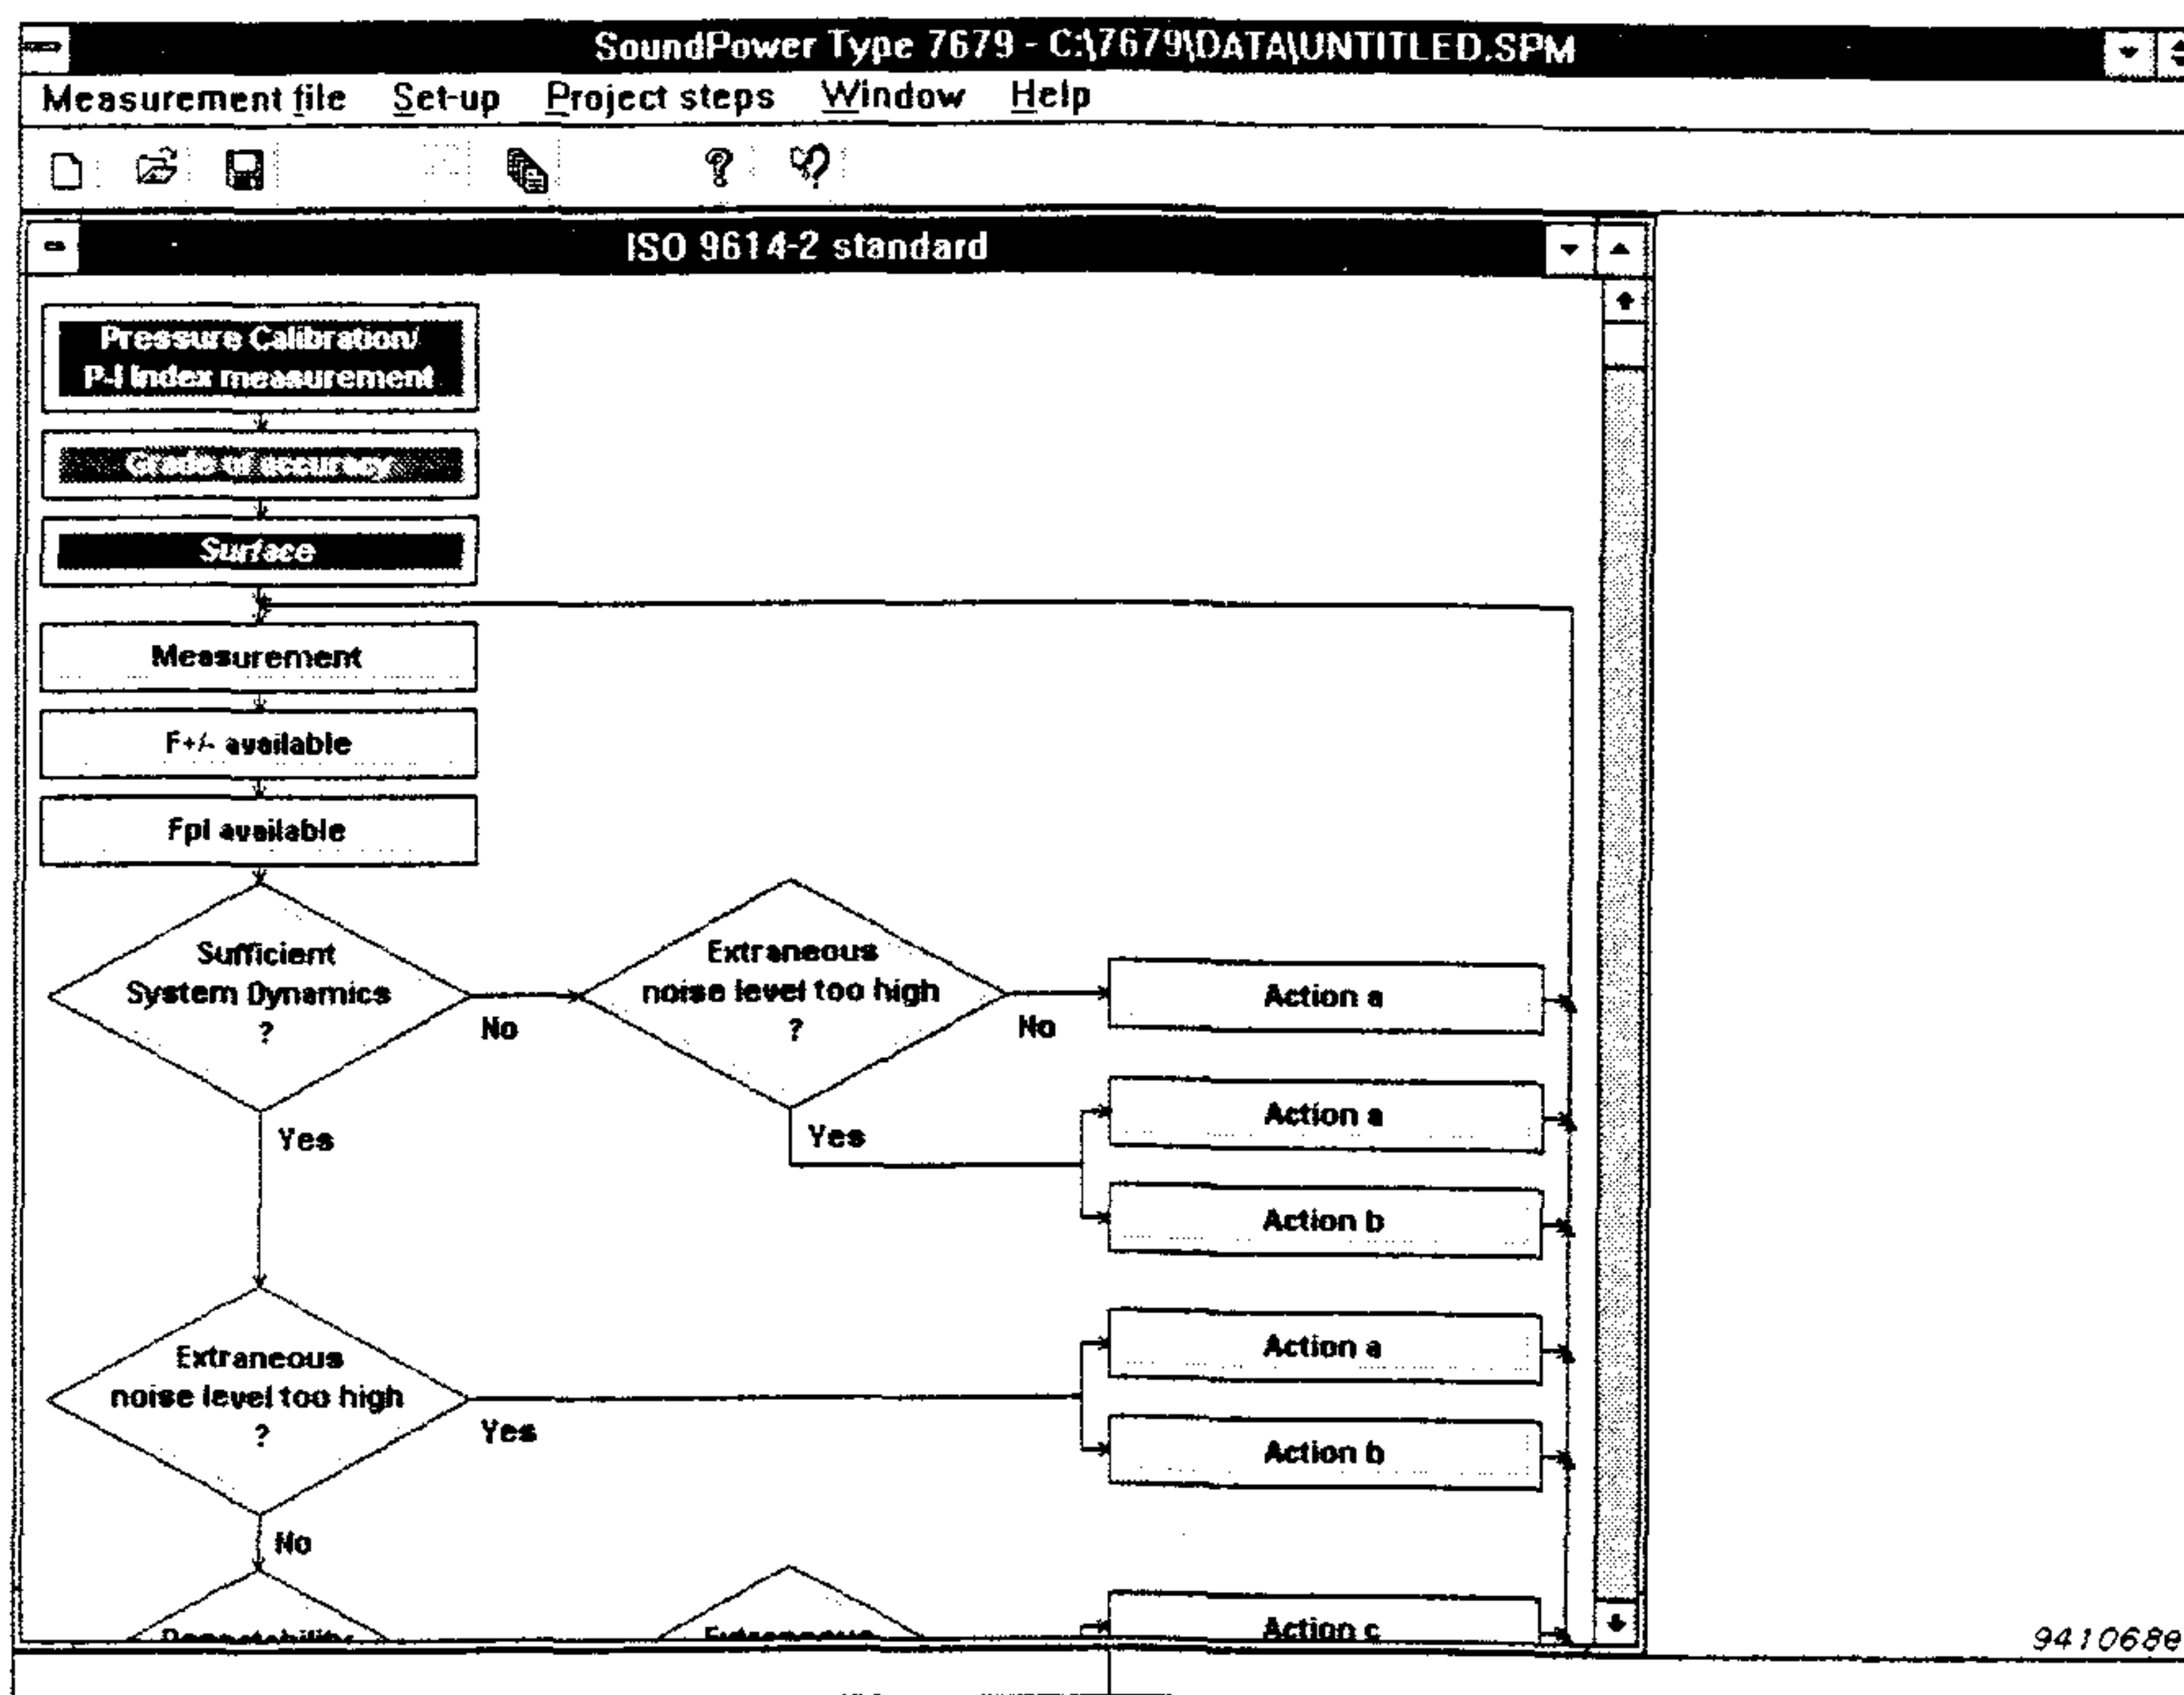 SoundPower Type 7679 - C:\7679\DATA\UNTITLED.SPM
Measurement file Set-up Project steps Window Help
ISO 9614-2 standard
Pressure Calibration/
P-I Index measurement
Grade of accuracy
Surface
Measurement
F+/- available
FpI available
Sufficient
System Dynamics
?
No
Extraneous
noise level too high
?
No
Action a
Yes
Yes
Action a
Action b
Extraneous
noise level too high
?
Yes
Action a
Action b
No
Repeatability
Extraneous
Action c
941068e